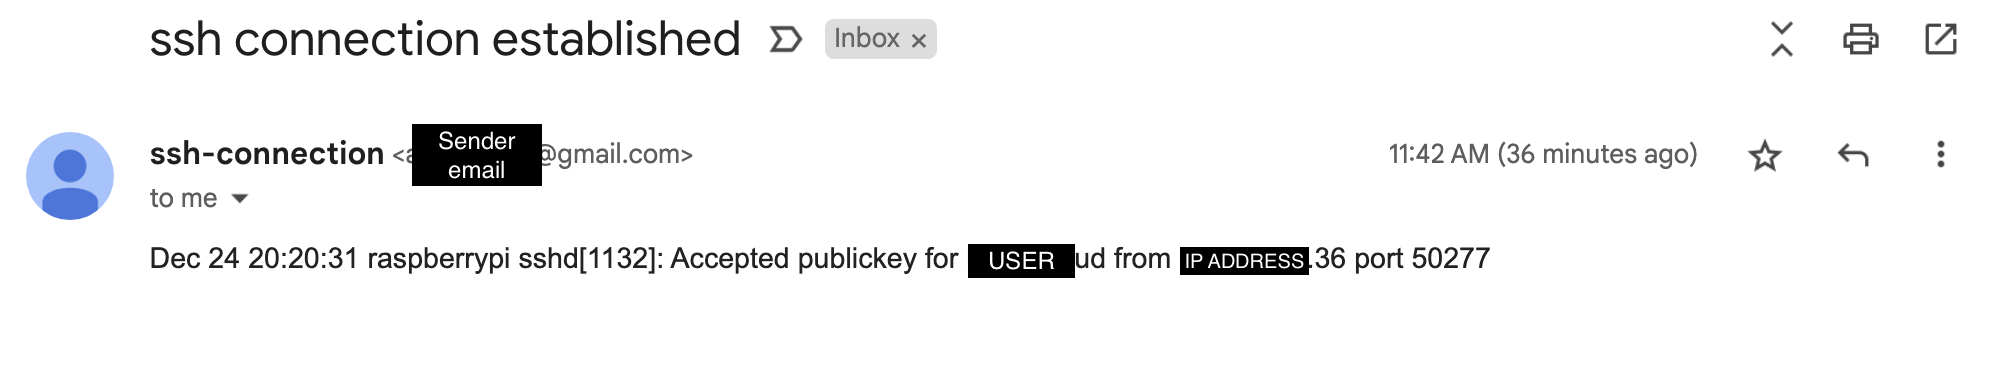 ssh connection established Inbox ×
ssh-connection <a Sender email @gmail.com> 11:42 AM (36 minutes ago)
to me
Dec 24 20:20:31 raspberrypi sshd[1132]: Accepted publickey for USER ud from IP ADDRESS .36 port 50277